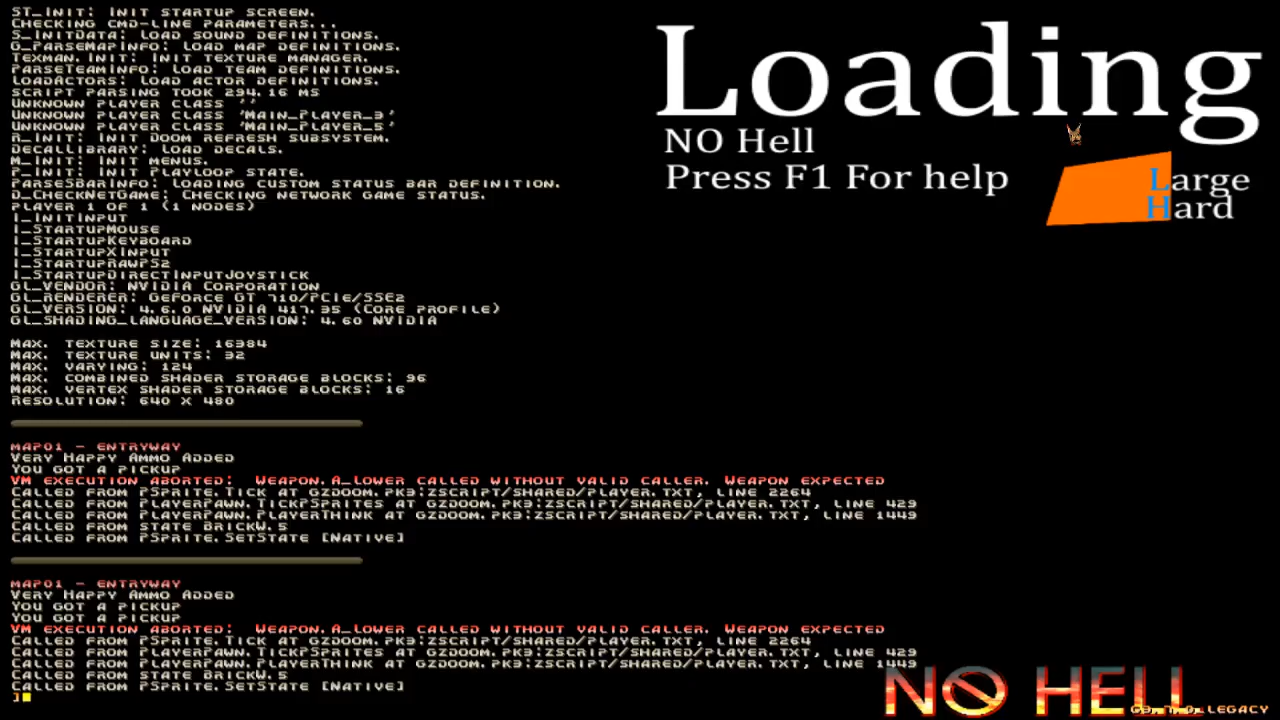 ST_Init: Init startup screen.
Checking cmd-line parameters...
S_InitData: Load sound definitions.
G_ParseMapInfo: Load map definitions.
Texman.Init: Init texture manager.
ParseTeamInfo: Load team definitions.
LoadActors: Load actor definitions.
script parsing took 294.16 ms
Unknown player class ''
Unknown player class 'Main_Player_3'
Unknown player class 'Main_Player_5'
R_Init: Init Doom refresh subsystem.
DecalLibrary: Load decals.
M_Init: Init menus.
P_Init: Init Playloop state.
ParseSBarInfo: Loading custom status bar definition.
D_CheckNetGame: Checking network game status.
player 1 of 1 (1 nodes)
I_InitInput
I_StartupMouse
I_StartupKeyboard
I_StartupXInput
I_StartupRawPS2
I_StartupDirectInputJoystick
GL_VENDOR: NVIDIA Corporation
GL_RENDERER: GeForce GT 710/PCIe/SSE2
GL_VERSION: 4.6.0 NVIDIA 417.35 (Core profile)
GL_SHADING_LANGUAGE_VERSION: 4.60 NVIDIA
Max. texture size: 16384
Max. texture units: 32
Max. varying: 124
Max. combined shader storage blocks: 96
Max. vertex shader storage blocks: 16
Resolution: 640 x 480
MAP01 - Entryway
Very Happy Ammo Added
You got a pickup
VM execution aborted: Weapon.A_Lower called without valid caller. Weapon expected
Called from PSprite.Tick at gzdoom.pk3:zscript/shared/player.txt, line 2264
Called from PlayerPawn.TickPSprites at gzdoom.pk3:zscript/shared/player.txt, line 429
Called from PlayerPawn.PlayerThink at gzdoom.pk3:zscript/shared/player.txt, line 1449
Called from state BrickW.5
Called from PSprite.SetState [Native]
MAP01 - Entryway
Very Happy Ammo Added
You got a pickup
You got a pickup
VM execution aborted: Weapon.A_Lower called without valid caller. Weapon expected
Called from PSprite.Tick at gzdoom.pk3:zscript/shared/player.txt, line 2264
Called from PlayerPawn.TickPSprites at gzdoom.pk3:zscript/shared/player.txt, line 429
Called from PlayerPawn.PlayerThink at gzdoom.pk3:zscript/shared/player.txt, line 1449
Called from state BrickW.5
Called from PSprite.SetState [Native]
]
Loading
NO Hell
Press F1 For help
Large
Hard
NO HELL